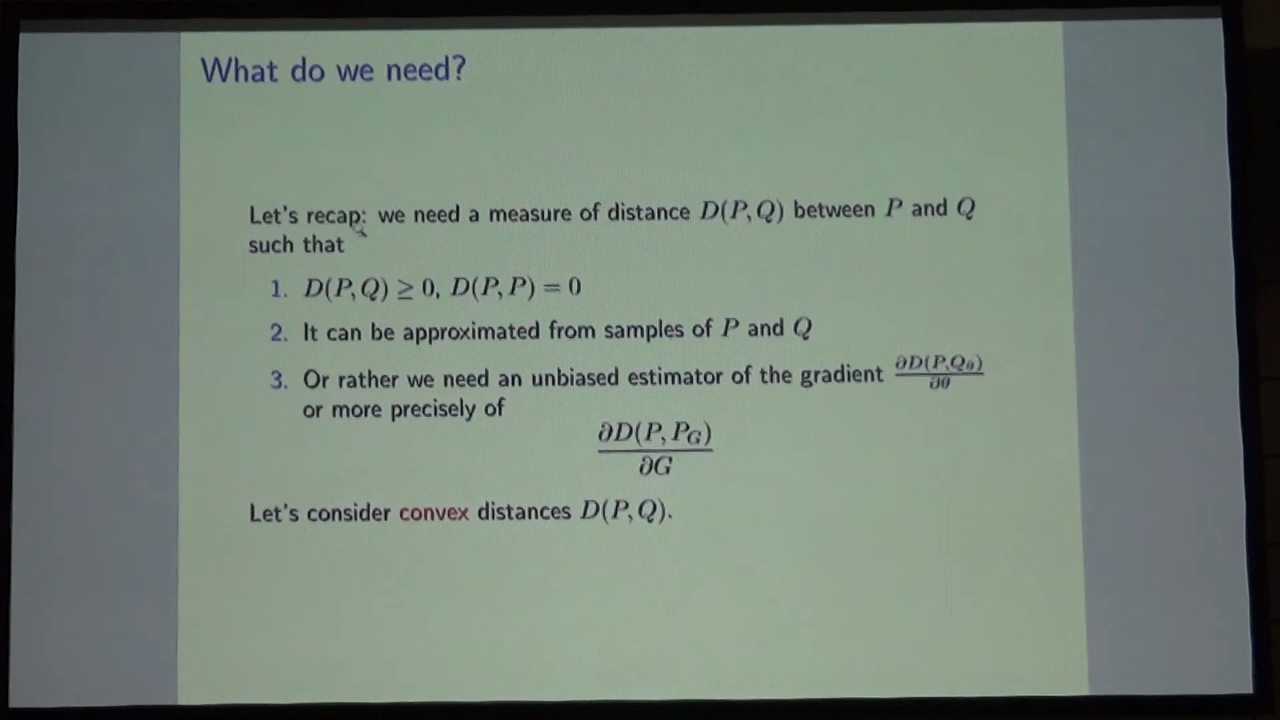 What do we need?
Let's recap: we need a measure of distance D(P, Q) between P and Q
such that
1. D(P, Q) ≥ 0, D(P, P) = 0
2. It can be approximated from samples of P and Q
3. Or rather we need an unbiased estimator of the gradient ∂D(P,Q_θ)/∂θ
or more precisely of
∂D(P, P_G)
∂G
Let's consider convex distances D(P, Q).